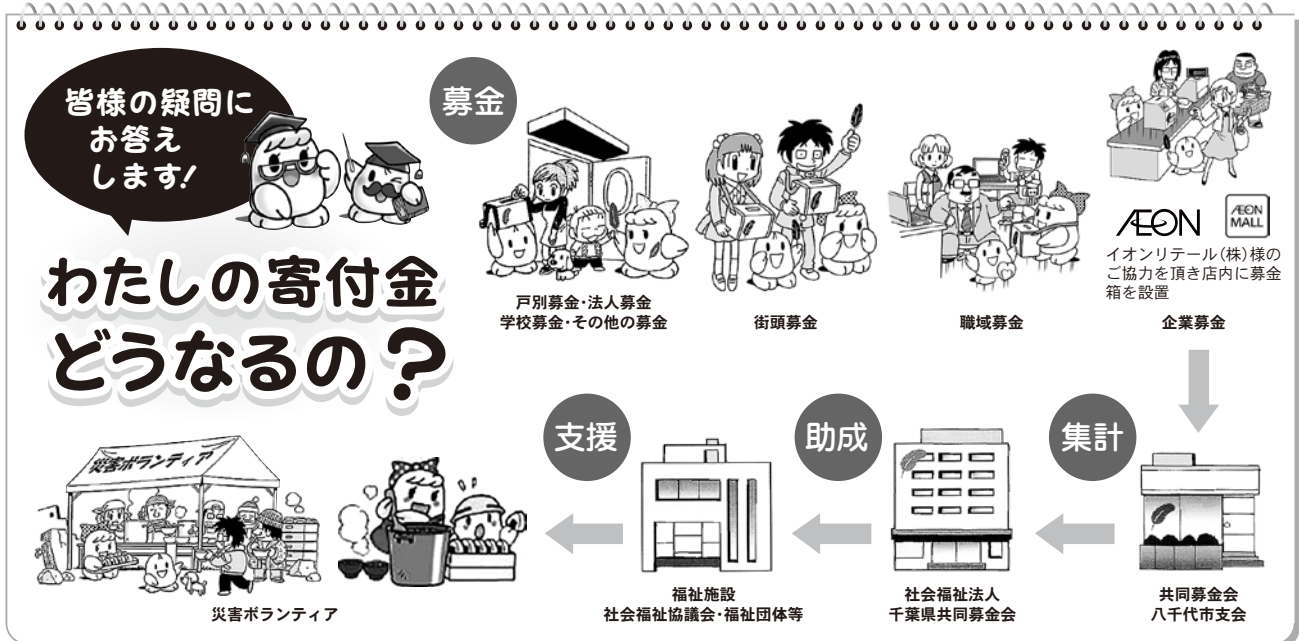 皆様の疑問に
お答え
します!
わたしの寄付金
どうなるの?
募金
戸別募金・法人募金
学校募金・その他の募金
街頭募金
職域募金
ÆON
ÆON
MALL
イオンリテール(株)様の
ご協力を頂き店内に募金
箱を設置
企業募金
集計
共同募金会
八千代市支会
助成
社会福祉法人
千葉県共同募金会
支援
福祉施設
社会福祉協議会・福祉団体等
災害ボランティア
災害ボランティア